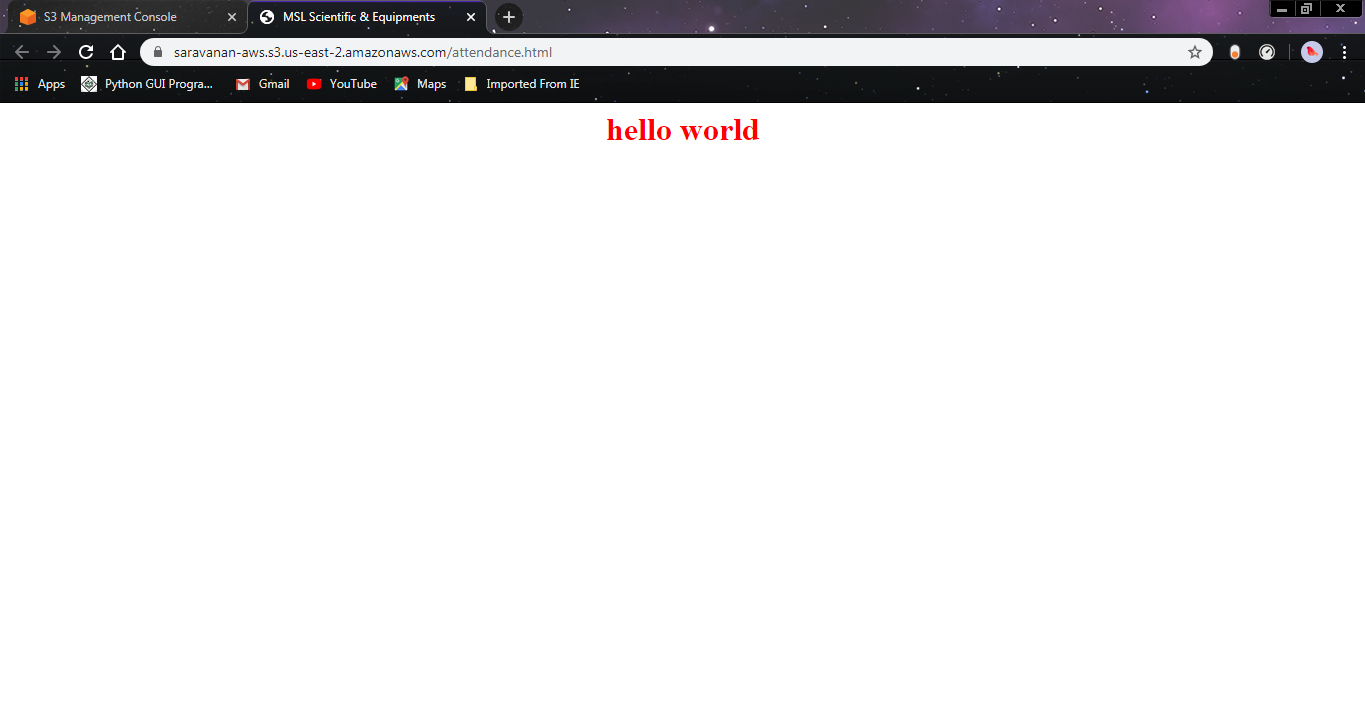 S3 Management Console
MSL Scientific & Equipments
saravanan-aws.s3.us-east-2.amazonaws.com/attendance.html
Apps Python GUI Progra... Gmail YouTube Maps Imported From IE
hello world